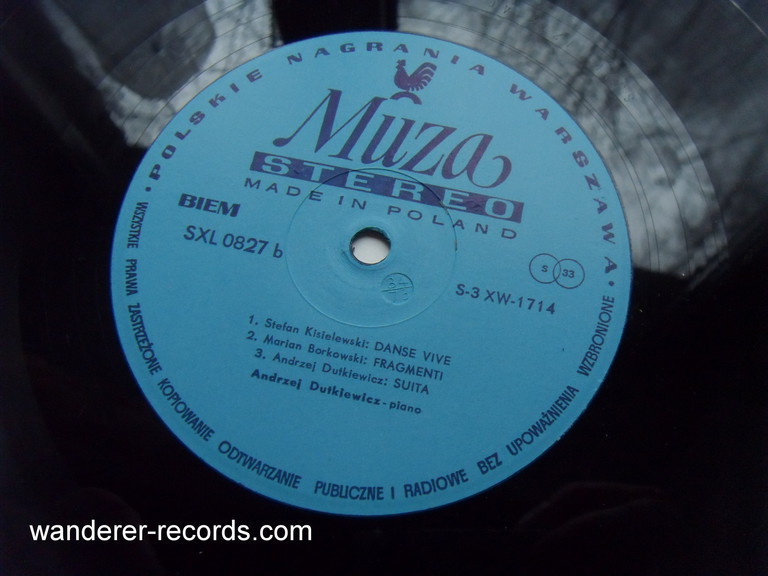 • POLSKIE NAGRANIA WARSZAWA •
Muza
STEREO
MADE IN POLAND
BIEM
SXL 0827 b
S 33
S-3 XW-1714
1. Stefan Kisielewski: DANSE VIVE
2. Marian Borkowski: FRAGMENTI
3. Andrzej Dutkiewicz: SUITA
Andrzej Dutkiewicz - piano
WSZYSTKIE PRAWA ZASTRZEŻONE KOPIOWANIE ODTWARZANIE PUBLICZNE I RADIOWE BEZ UPOWAŻNIENIA WZBRONIONE
wanderer-records.com